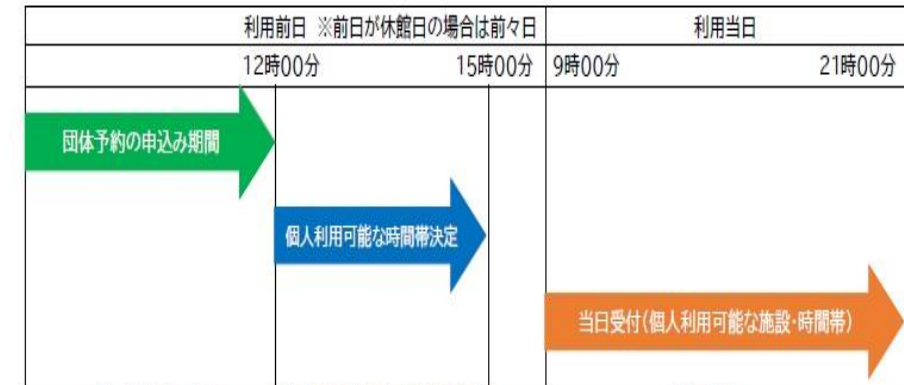 利用前日 ※前日が休館日の場合は前々日
利用当日
12時00分
15時00分
9時00分
21時00分
団体予約の申込み期間
個人利用可能な時間帯決定
当日受付(個人利用可能な施設・時間帯)